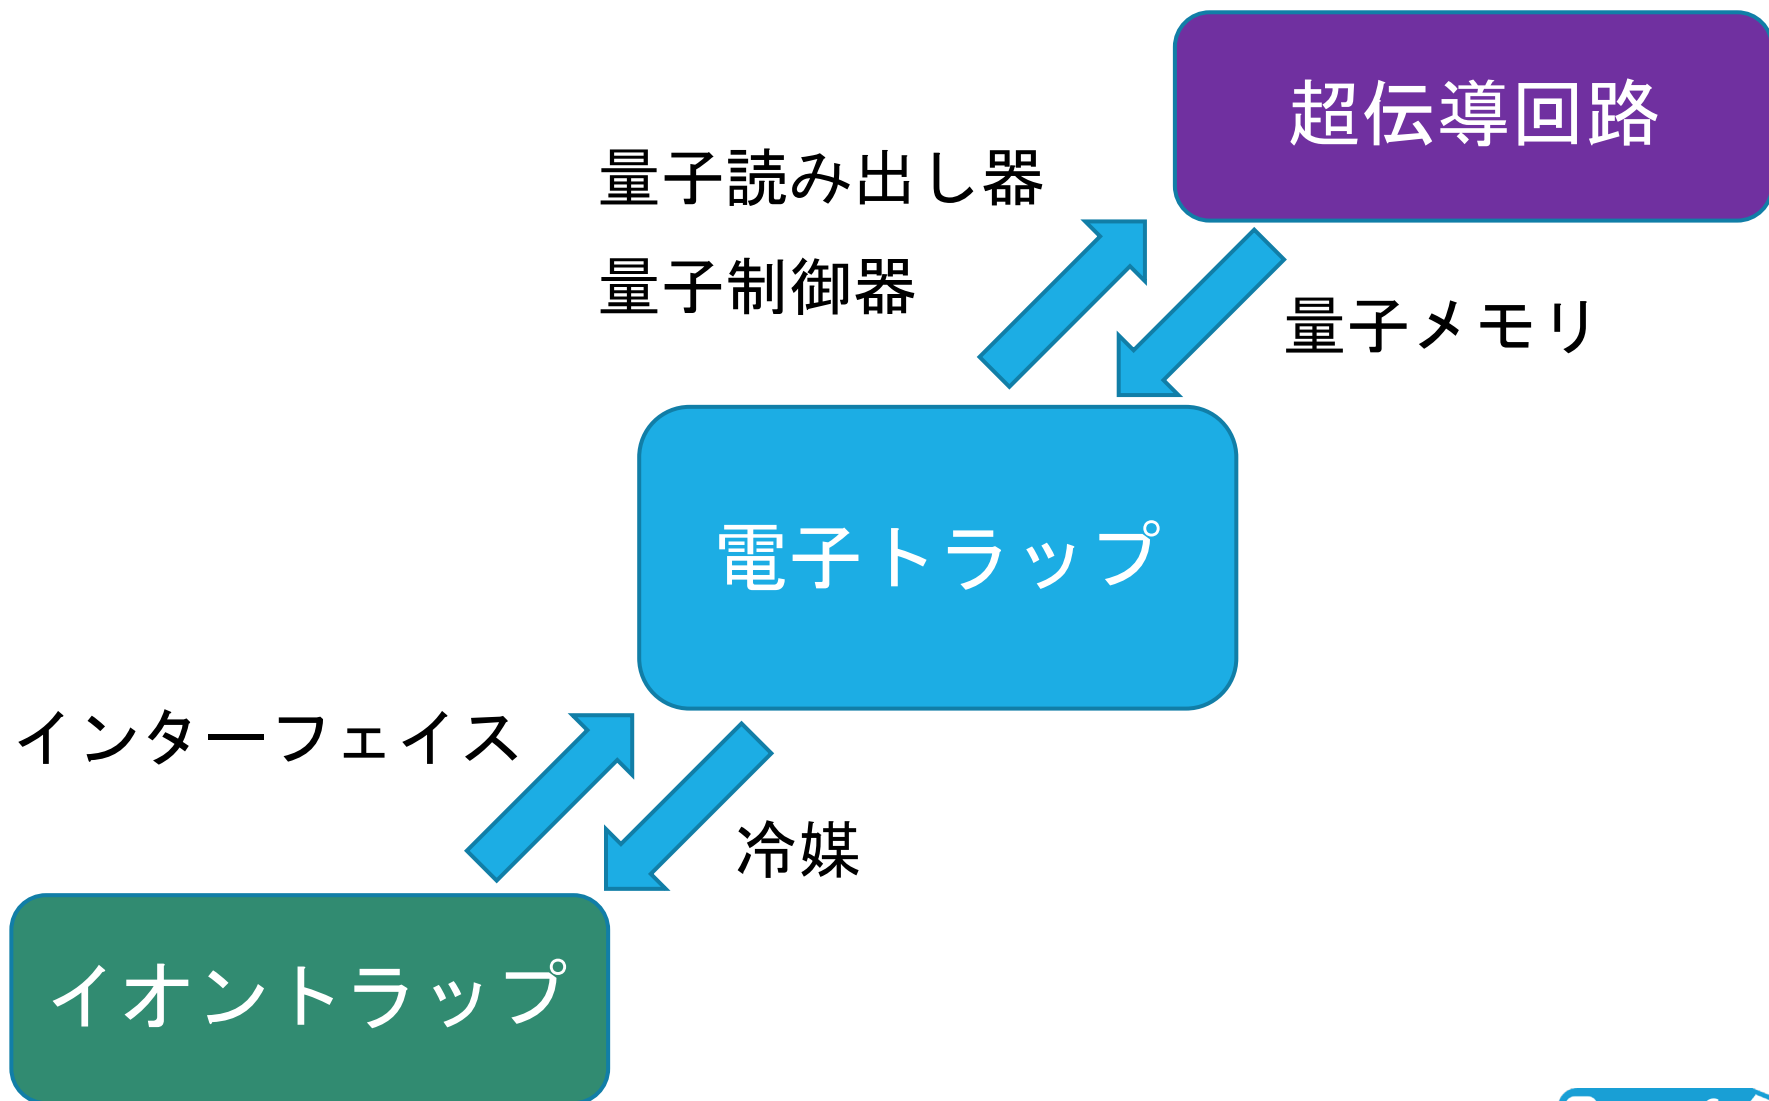 超伝導回路
量子読み出し器
量子制御器
量子メモリ
電子トラップ
インターフェイス
冷媒
イオントラップ